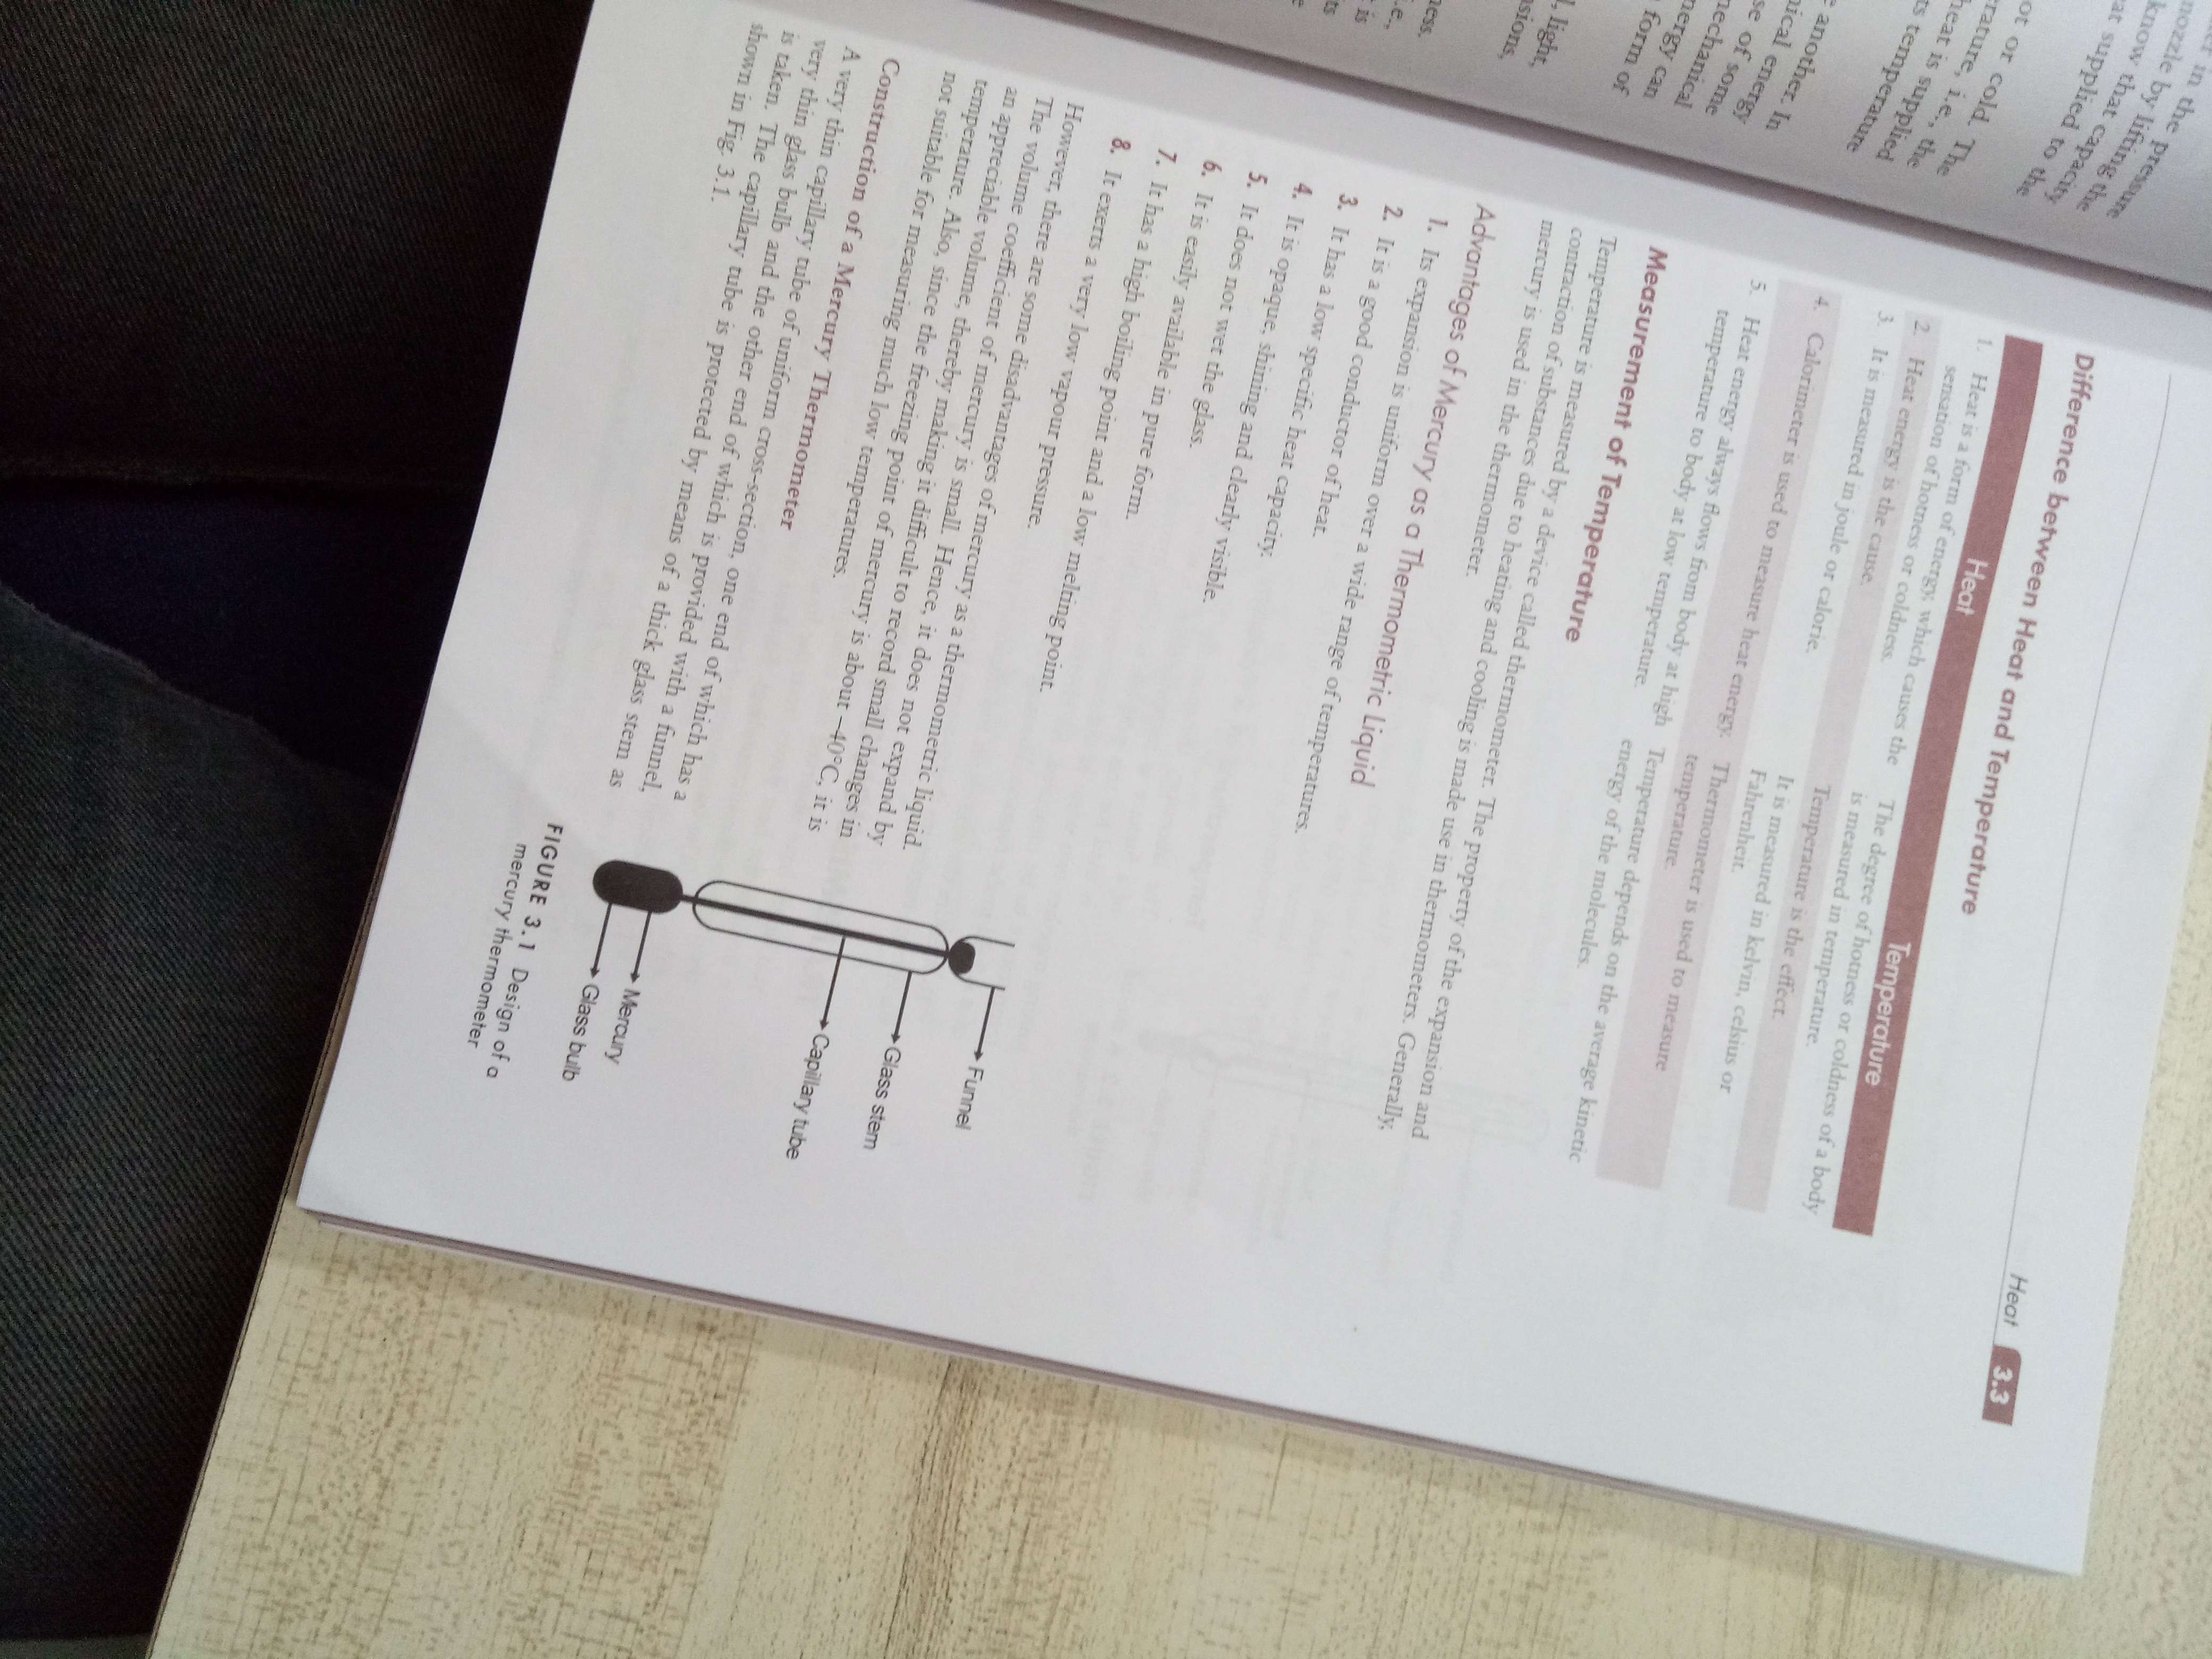 nozzle by lifting the
know that capacity
at supplied to the
ot or cold. The
rature, i.e., the
heat is supplied
ts temperature
e another. In
nical energy.
se of some
mechanical
nergy can
form of
l, light,
sions,
ness.
i.e.,
t is
ts
e
Heat 3.3
Difference between Heat and Temperature
Heat Temperature
1. Heat is a form of energy, which causes the The degree of hotness or coldness of a body
sensation of hotness or coldness. is measured in temperature.
2. Heat energy is the cause. Temperature is the effect.
3. It is measured in joule or calorie. It is measured in kelvin, celsius or
Fahrenheit.
4. Calorimeter is used to measure heat energy. Thermometer is used to measure
temperature.
5. Heat energy always flows from body at high Temperature depends on the average kinetic
temperature to body at low temperature. energy of the molecules.
Measurement of Temperature
Temperature is measured by a device called thermometer. The property of the expansion and
contraction of substances due to heating and cooling is made use in thermometers. Generally,
mercury is used in the thermometer.
Advantages of Mercury as a Thermometric Liquid
1. Its expansion is uniform over a wide range of temperatures.
2. It is a good conductor of heat.
3. It has a low specific heat capacity.
4. It is opaque, shining and clearly visible.
5. It does not wet the glass.
6. It is easily available in pure form.
7. It has a high boiling point and a low melting point.
8. It exerts a very low vapour pressure.
However, there are some disadvantages of mercury as a thermometric liquid.
The volume coefficient of mercury is small. Hence, it does not expand by
an appreciable volume, thereby making it difficult to record small changes in
temperature. Also, since the freezing point of mercury is about –40°C, it is
not suitable for measuring much low temperatures.
Construction of a Mercury Thermometer
A very thin capillary tube of uniform cross-section, one end of which has a
very thin glass bulb and the other end of which is provided with a funnel,
is taken. The capillary tube is protected by means of a thick glass stem as
shown in Fig. 3.1.
Funnel
Glass stem
Capillary tube
Mercury
Glass bulb
FIGURE 3.1 Design of a
mercury thermometer